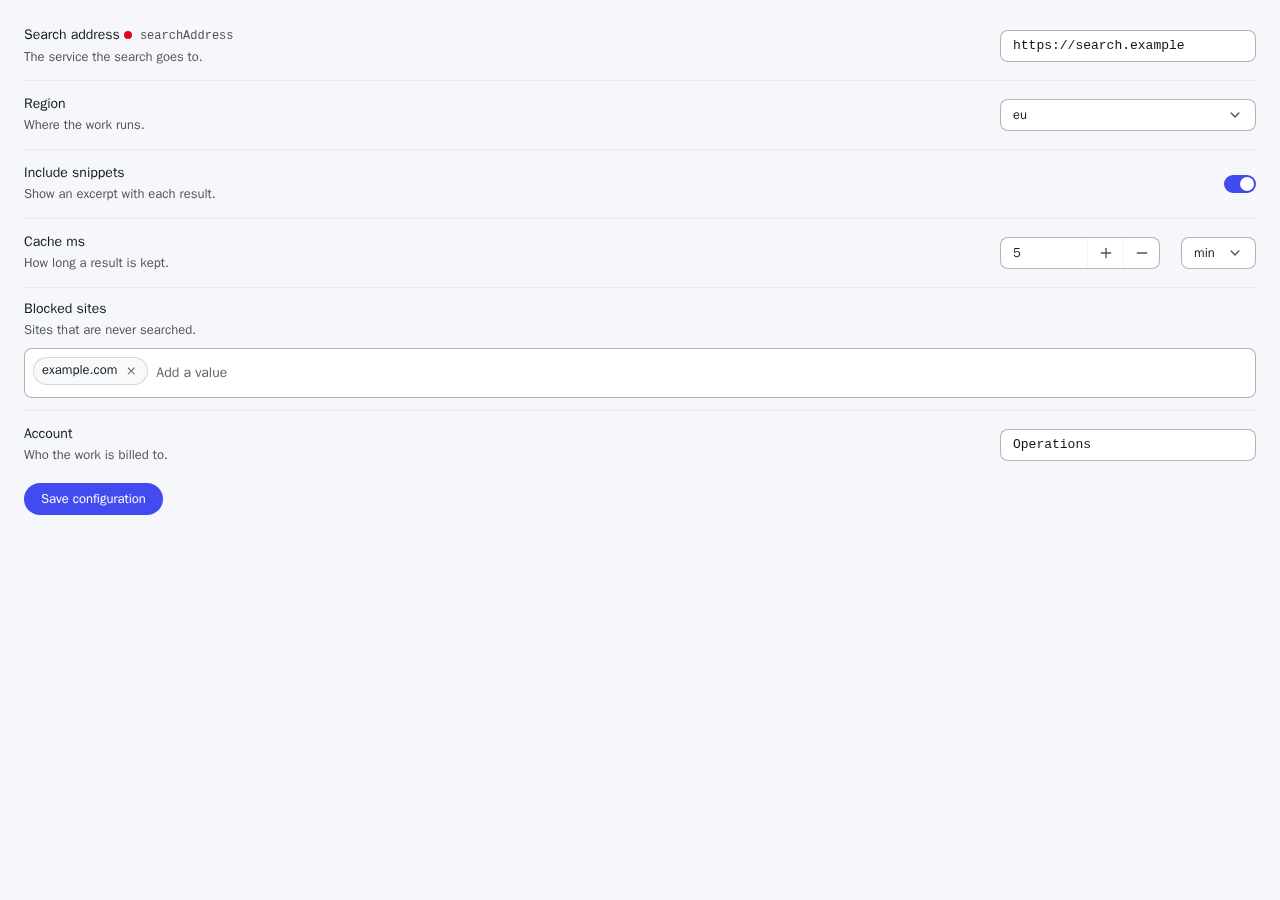 Search address searchAddress
The service the search goes to.
https://search.example
Region
Where the work runs.
eu
Include snippets
Show an excerpt with each result.
Cache ms
How long a result is kept.
5
min
Blocked sites
Sites that are never searched.
example.com
Add a value
Account
Who the work is billed to.
Operations
Save configuration